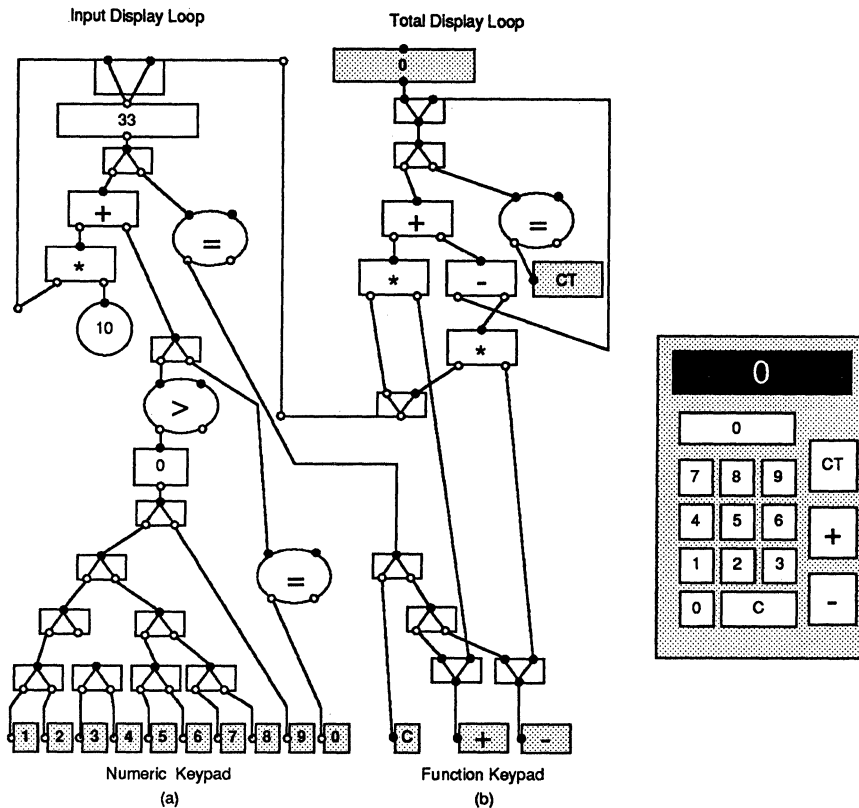 Input Display Loop
Total Display Loop
0
33
+
=
+
=
*
*
-
CT
10
*
>
0
=
0
0
7 8 9
CT
4 5 6
+
1 2 3
0 C
-
1 2 3 4 5 6 7 8 9 0
C + -
Numeric Keypad
Function Keypad
(a)
(b)